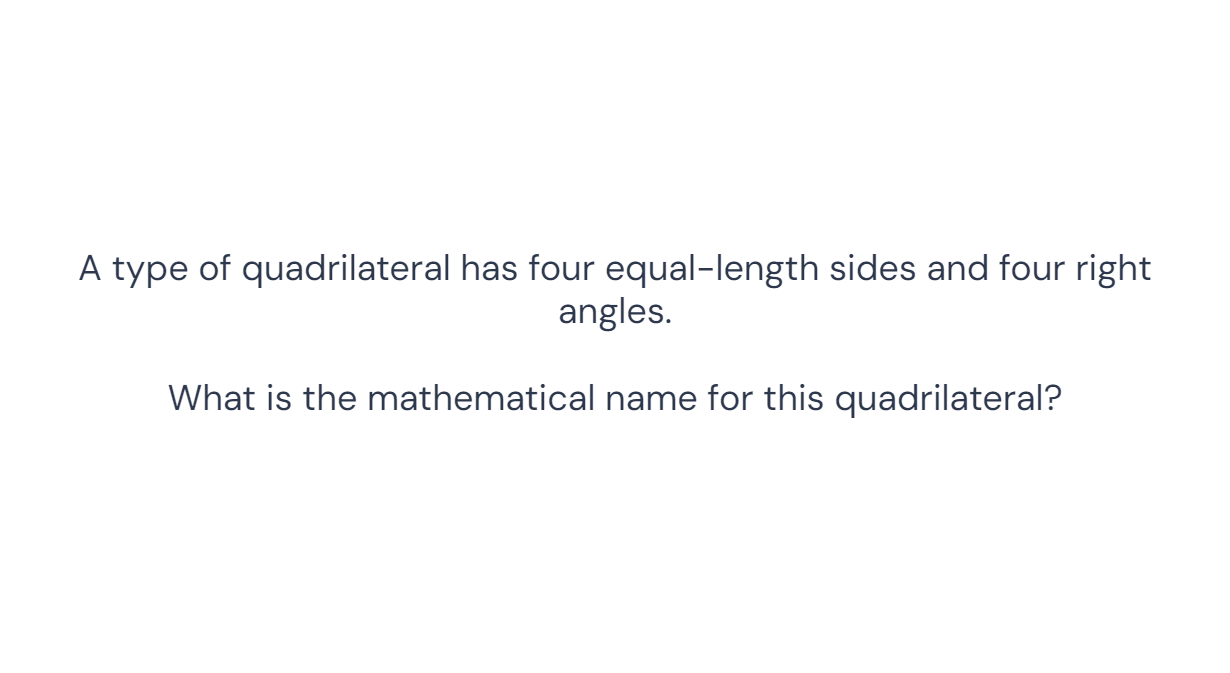 A type of quadrilateral has four equal-length sides and four right
angles.
What is the mathematical name for this quadrilateral?